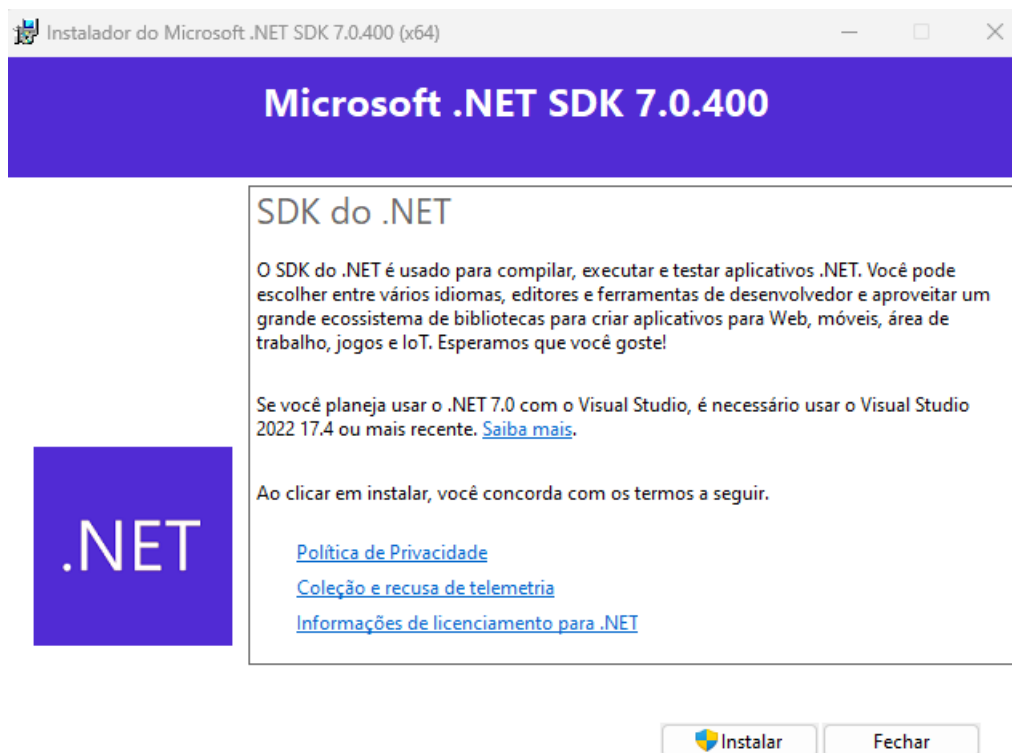 Instalador do Microsoft .NET SDK 7.0.400 (x64)
Microsoft .NET SDK 7.0.400
SDK do .NET
O SDK do .NET é usado para compilar, executar e testar aplicativos .NET. Você pode
escolher entre vários idiomas, editores e ferramentas de desenvolvedor e aproveitar um
grande ecossistema de bibliotecas para criar aplicativos para Web, móveis, área de
trabalho, jogos e IoT. Esperamos que você goste!
Se você planeja usar o .NET 7.0 com o Visual Studio, é necessário usar o Visual Studio
2022 17.4 ou mais recente. Saiba mais.
Ao clicar em instalar, você concorda com os termos a seguir.
.NET
Política de Privacidade
Coleção e recusa de telemetria
Informações de licenciamento para .NET
Instalar
Fechar